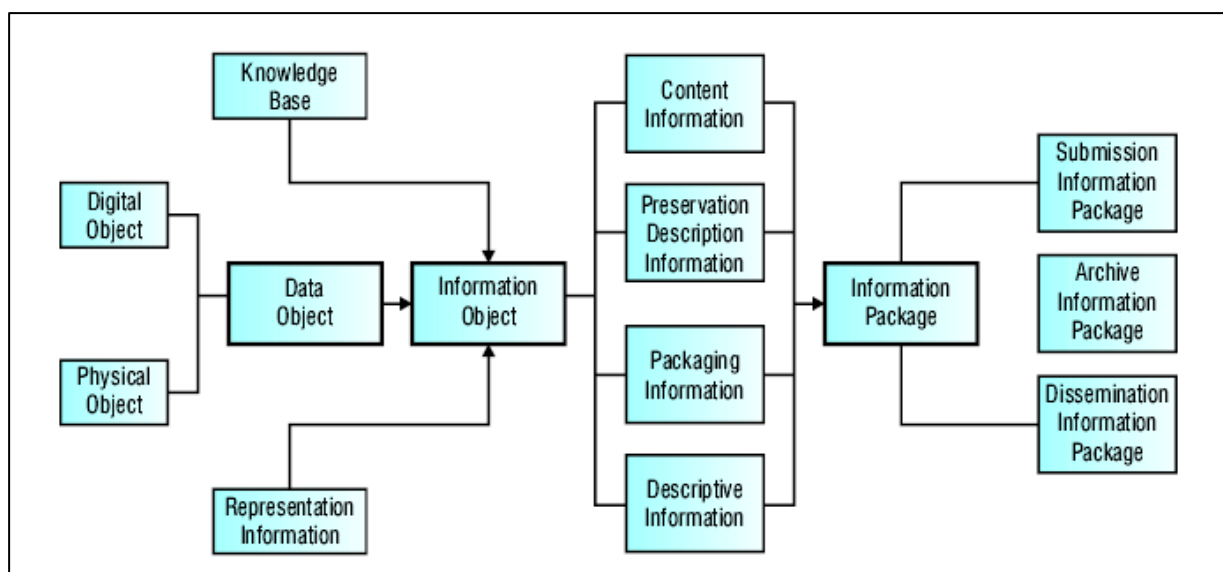 Knowledge
Base
Digital
Object
Physical
Object
Data
Object
Information
Object
Representation
Information
Content
Information
Preservation
Description
Information
Packaging
Information
Descriptive
Information
Information
Package
Submission
Information
Package
Archive
Information
Package
Dissemination
Information
Package